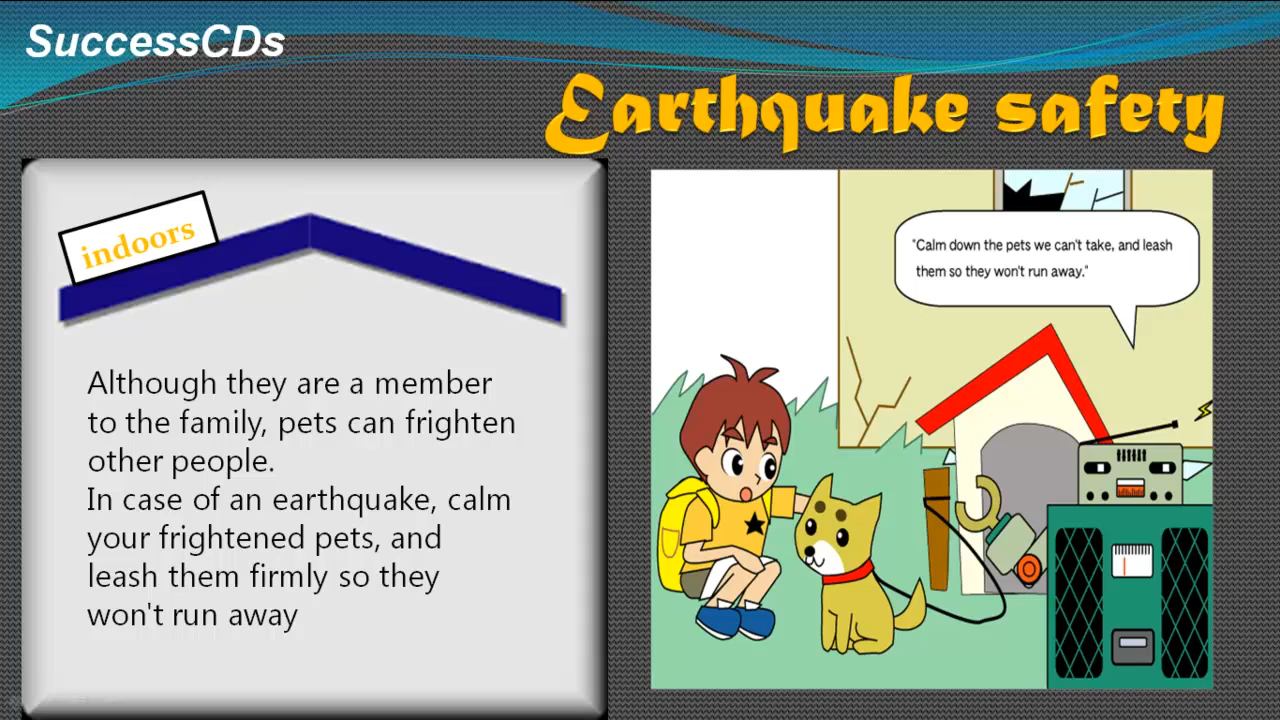 SuccessCDs
Earthquake safety
indoors
Although they are a member
to the family, pets can frighten
other people.
In case of an earthquake, calm
your frightened pets, and
leash them firmly so they
won't run away
"Calm down the pets we can't take, and leash
them so they won't run away."